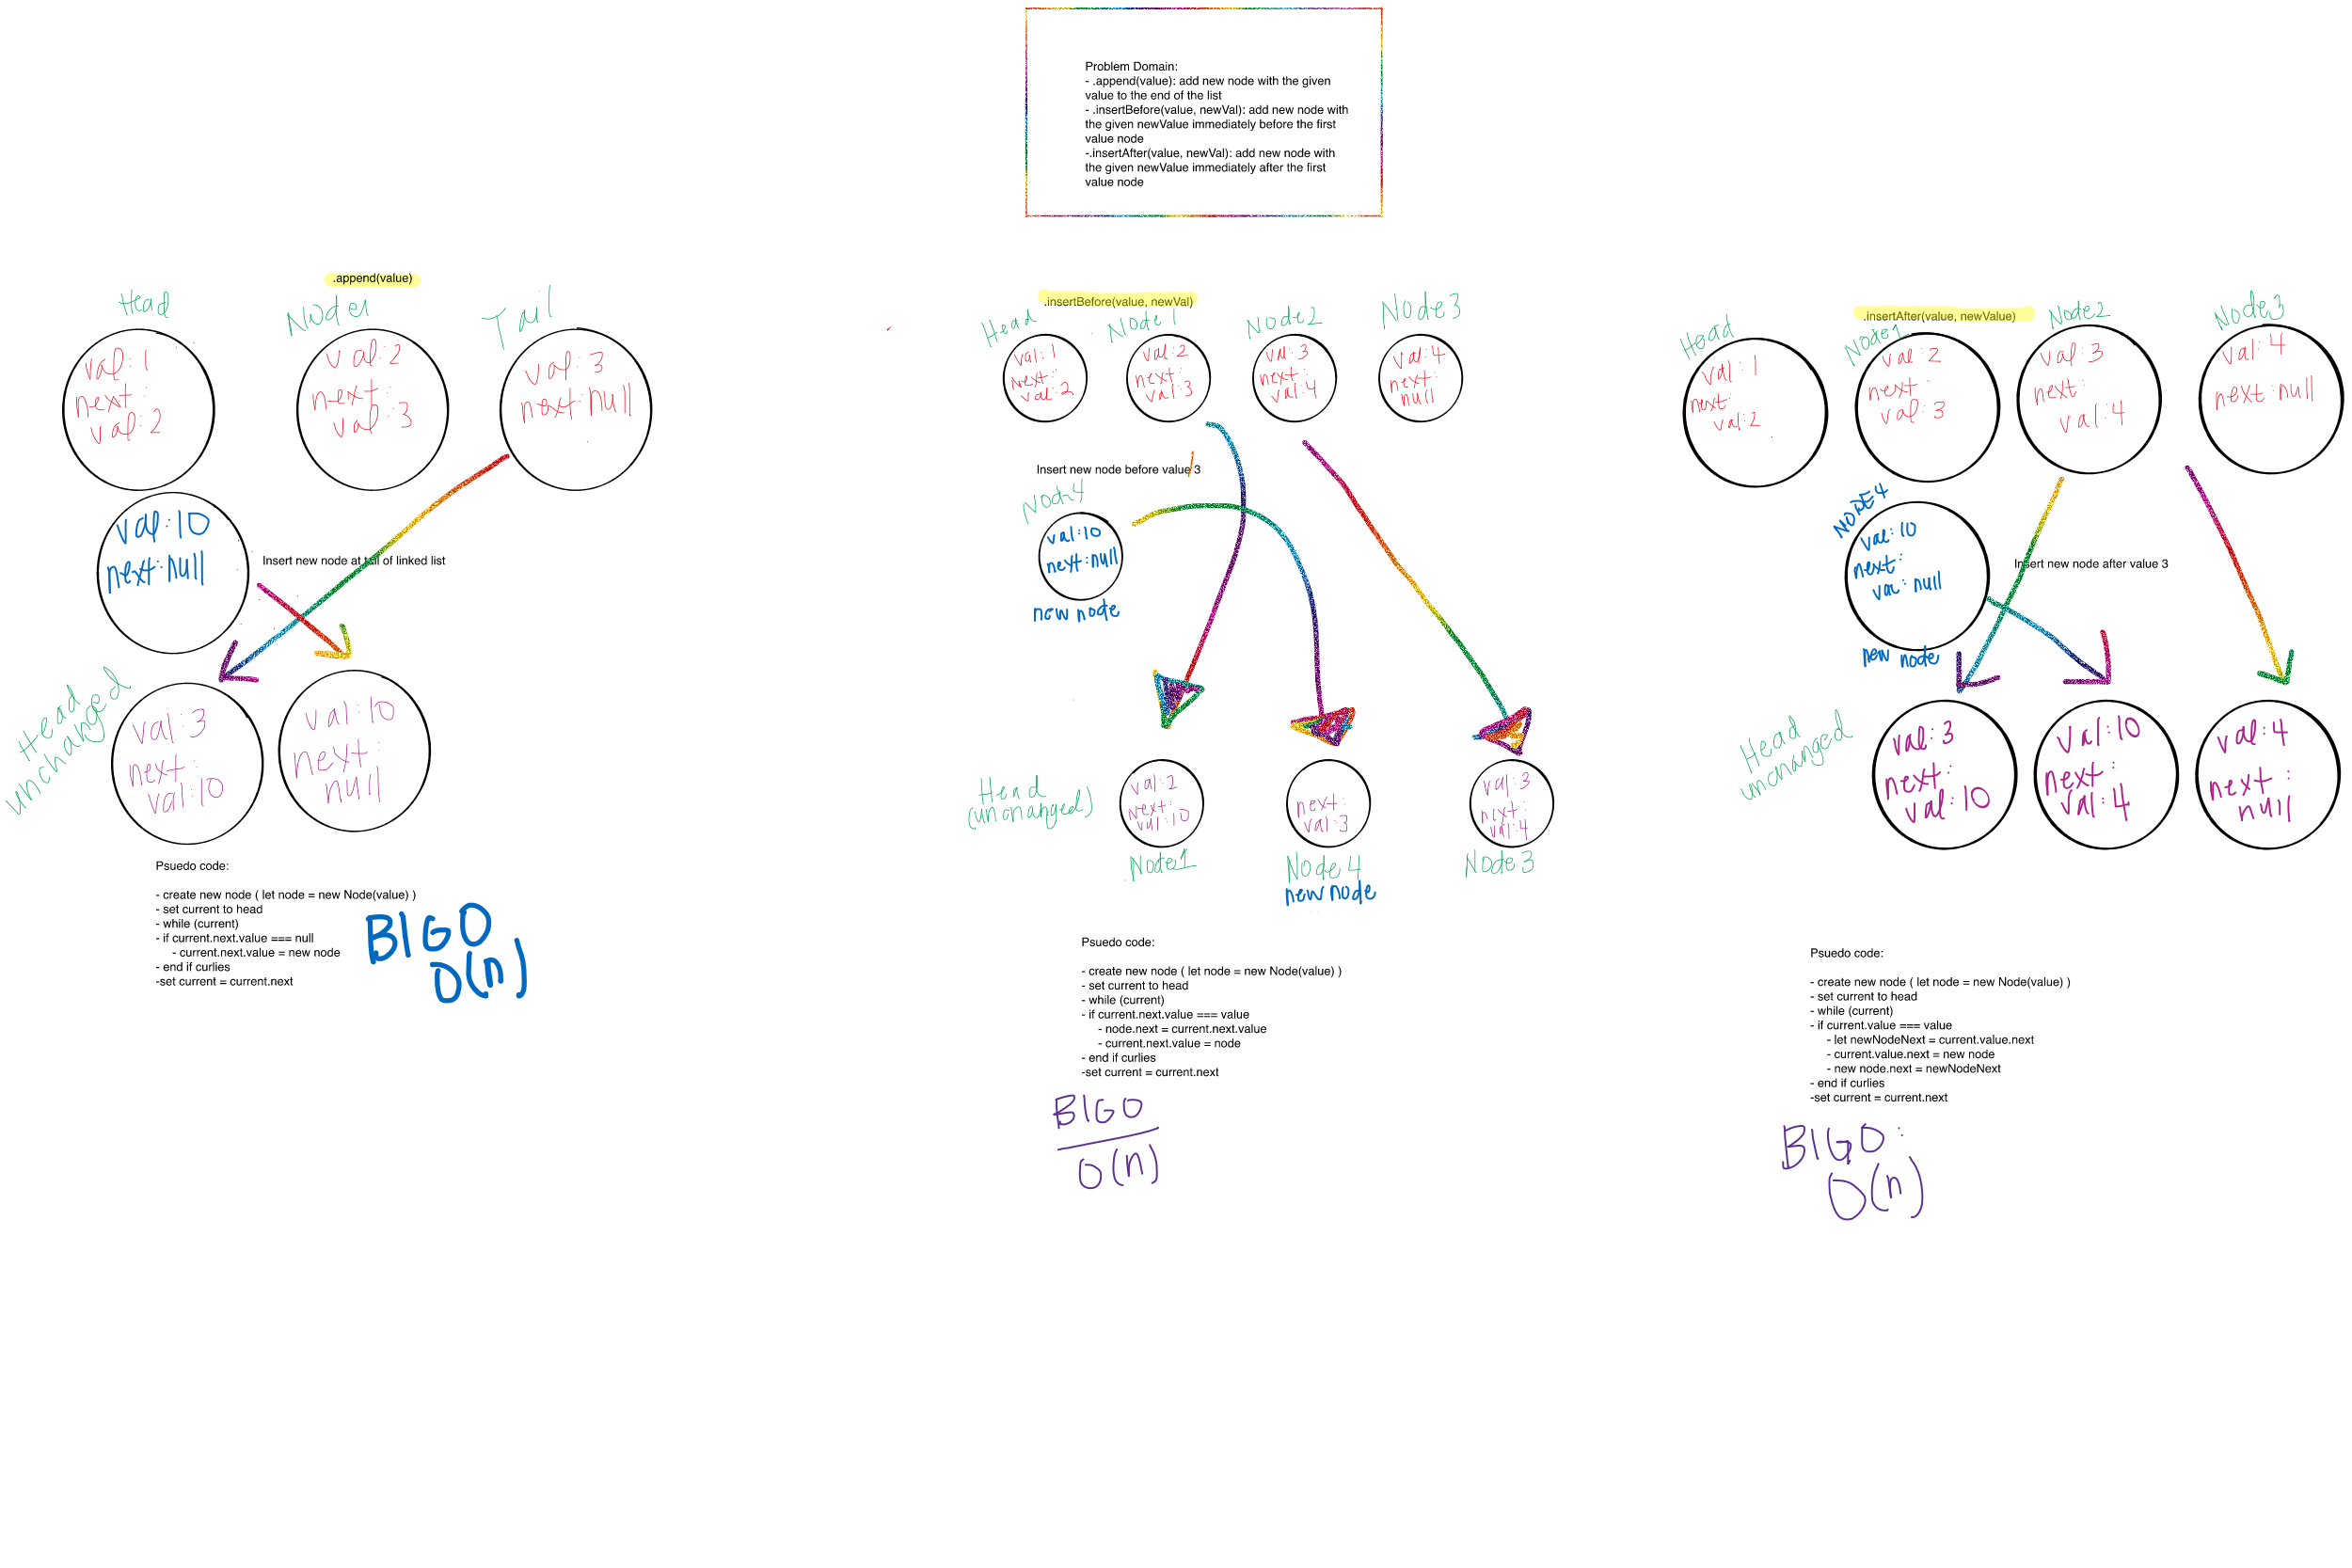 Problem Domain:
- .append(value): add new node with the given
value to the end of the list
- .insertBefore(value, newVal): add new node with
the given newValue immediately before the first
value node
-.insertAfter(value, newVal): add new node with
the given newValue immediately after the first
value node
.append(value)
Head
Node1
Tail
val:1
next:
val:2
val:2
next:
val:3
val:3
next:null
val:10
next:null
Insert new node at tail of linked list
Head
unchanged
val:3
next:
val:10
val:10
next:
null
Psuedo code:
- create new node ( let node = new Node(value) )
- set current to head
- while (current)
- if current.next.value === null
- current.next.value = new node
- end if curlies
-set current = current.next
BIGO
O(n)
.insertBefore(value, newVal)
Head
Node1
Node2
Node3
val:1
next:
val:2
val:2
next:
val:3
val:3
next:
val:4
val:4
next:
null
Insert new node before value 3
Nod4
val:10
next:null
new node
Head
(unchanged)
val:2
next:
val:10
next:
val:3
val:3
next:
val:4
Node1
Node4
new node
Node3
Psuedo code:
- create new node ( let node = new Node(value) )
- set current to head
- while (current)
- if current.next.value === value
- node.next = current.next.value
- current.next.value = node
- end if curlies
-set current = current.next
BIGO
O(n)
.insertAfter(value, newValue)
Head
Node1
Node2
Node3
val:1
next:
val:2
val:2
next:
val:3
val:3
next:
val:4
val:4
next:null
NODE4
val:10
next:
val:null
new node
Insert new node after value 3
Head
unchanged
val:3
next:
val:10
val:10
next:
val:4
val:4
next:
null
Psuedo code:
- create new node ( let node = new Node(value) )
- set current to head
- while (current)
- if current.value === value
- let newNodeNext = current.value.next
- current.value.next = new node
- new node.next = newNodeNext
- end if curlies
-set current = current.next
BIGO:
O(n)